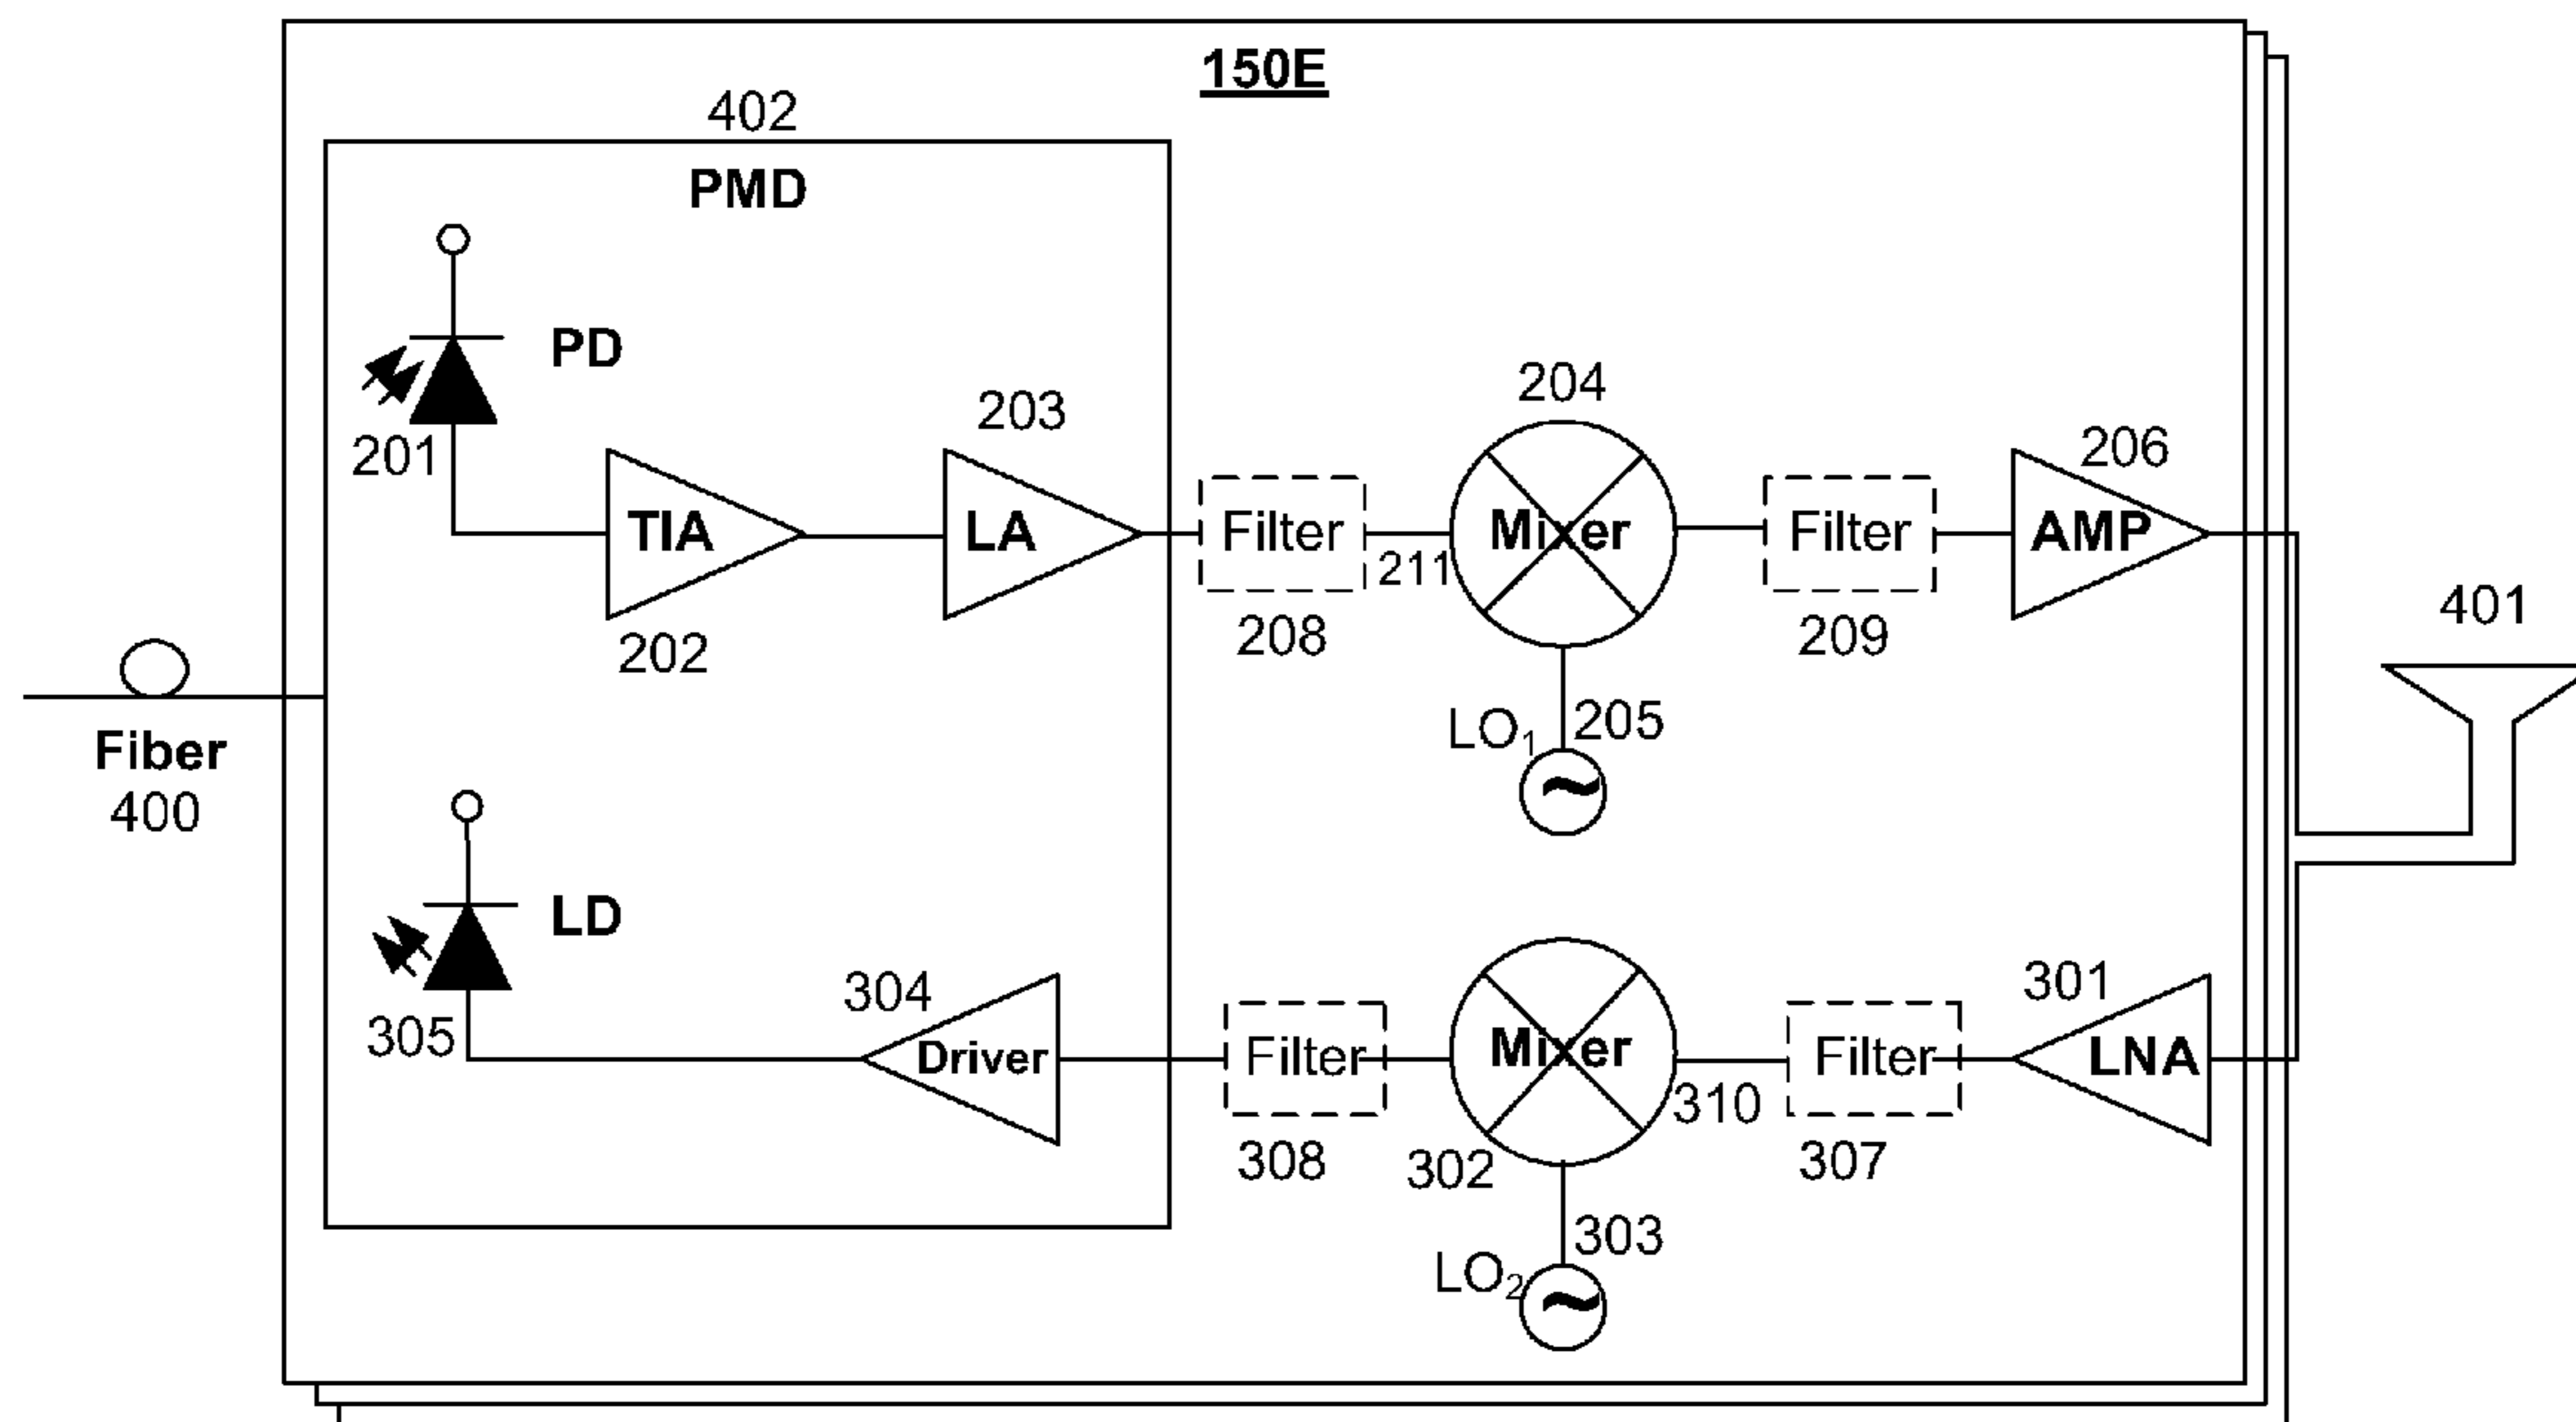 150E
402
PMD
PD
201
TIA
202
203
LA
Filter
208
211
204
Mixer
LO1
205
Filter
209
206
AMP
401
Fiber
400
LD
305
304
Driver
Filter
308
Mixer
302
310
LO2
303
Filter
307
301
LNA